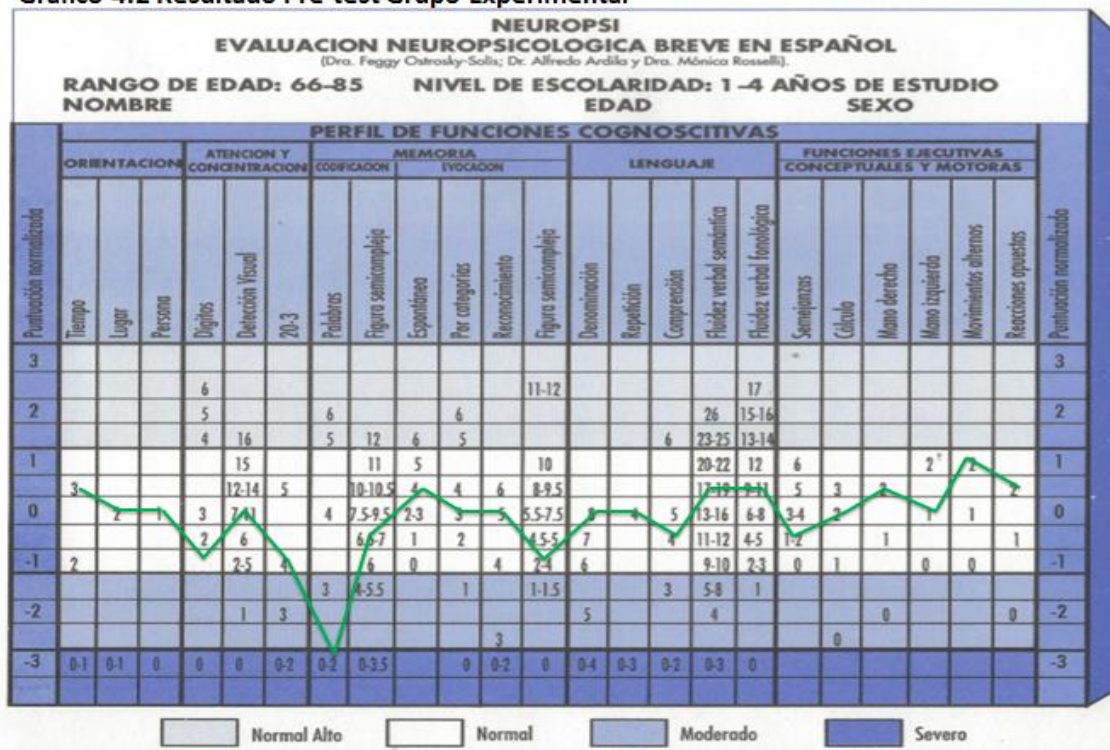 Gráfico 4.2 Resultado Pre-test Grupo Experimental
NEUROPSI
EVALUACION NEUROPSICOLOGICA BREVE EN ESPAÑOL
(Dra. Feggy Ostrosky-Solis; Dr. Alfredo Ardila y Dra. Mónica Rosselli).
RANGO DE EDAD: 66-85 NIVEL DE ESCOLARIDAD: 1-4 AÑOS DE ESTUDIO
NOMBRE EDAD SEXO
PERFIL DE FUNCIONES COGNOSCITIVAS
ORIENTACION
ATENCION Y
CONCENTRACION
MEMORIA
CODIFICACION EVOCACION
LENGUAJE
FUNCIONES EJECUTIVAS
CONCEPTUALES Y MOTORAS
Puntuación normalizada
Tiempo
Lugar
Persona
Dígitos
Detección Visual
20-3
Palabras
Figura semicompleja
Espontánea
Por categorías
Reconocimiento
Figura semicompleja
Denominación
Repetición
Comprensión
Fluidez verbal semántica
Fluidez verbal fonológica
Semejanzas
Cálculo
Mano derecha
Mano izquierda
Movimientos alternos
Reacciones opuestas
Puntuación normalizada
3 3
6 11-12 17
2 5 6 6 26 15-16 2
4 16 5 12 6 5 6 23-25 13-14
1 15 11 5 10 20-22 12 6 2 2 1
3 12-14 5 10-10.5 4 4 6 8-9.5 17-19 9-11 5 3 2 2
0 2 1 3 7-11 4 7.5-9.5 2-3 3 5 5.5-7.5 8 4 5 13-16 6-8 3-4 2 1 1 0
2 6 6.5-7 1 2 4.5-5 7 4 11-12 4-5 1-2 1 1
-1 2 2-5 4 6 0 4 2-4 6 9-10 2-3 0 1 0 0 -1
3 4-5.5 1 1-1.5 3 5-8 1
-2 1 3 5 4 0 0 -2
3 0
-3 0-1 0-1 0 0 0 0-2 0-2 0-3.5 0 0-2 0 0-4 0-3 0-2 0-3 0 -3
Normal Alto Normal Moderado Severo